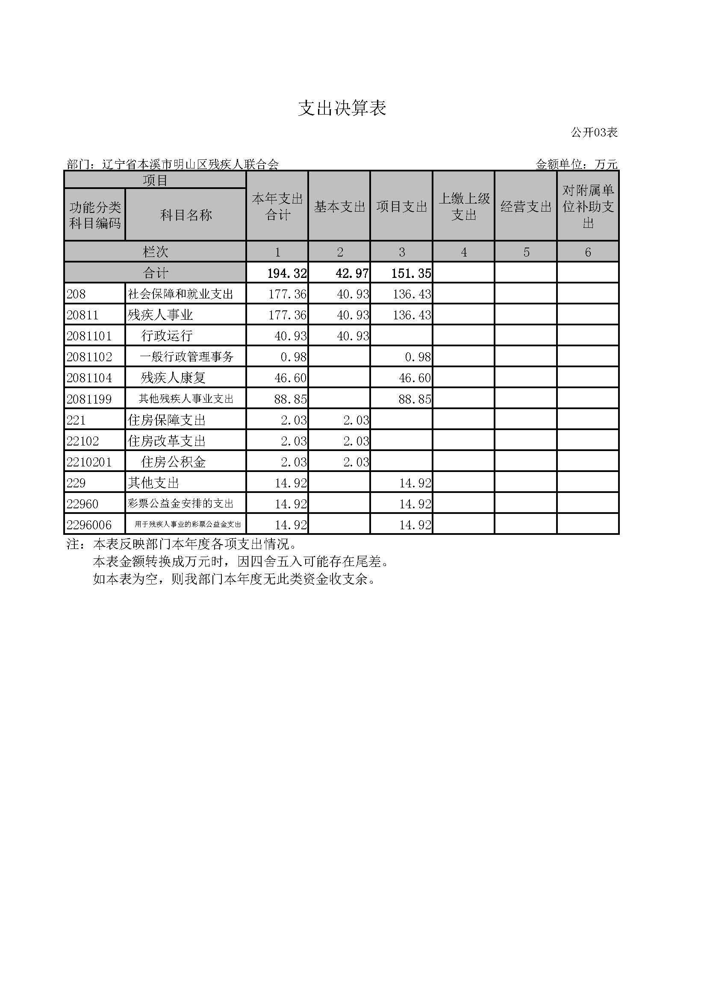 支出决算表
公开03表
部门：辽宁省本溪市明山区残疾人联合会 金额单位：万元
项目 本年支出合计 基本支出 项目支出 上缴上级支出 经营支出 对附属单位补助支出
功能分类科目编码 科目名称
栏次 1 2 3 4 5 6
合计 194.32 42.97 151.35
208 社会保障和就业支出 177.36 40.93 136.43
20811 残疾人事业 177.36 40.93 136.43
2081101 行政运行 40.93 40.93
2081102 一般行政管理事务 0.98 0.98
2081104 残疾人康复 46.60 46.60
2081199 其他残疾人事业支出 88.85 88.85
221 住房保障支出 2.03 2.03
22102 住房改革支出 2.03 2.03
2210201 住房公积金 2.03 2.03
229 其他支出 14.92 14.92
22960 彩票公益金安排的支出 14.92 14.92
2296006 用于残疾人事业的彩票公益金支出 14.92 14.92
注：本表反映部门本年度各项支出情况。
本表金额转换成万元时，因四舍五入可能存在尾差。
如本表为空，则我部门本年度无此类资金收支余。